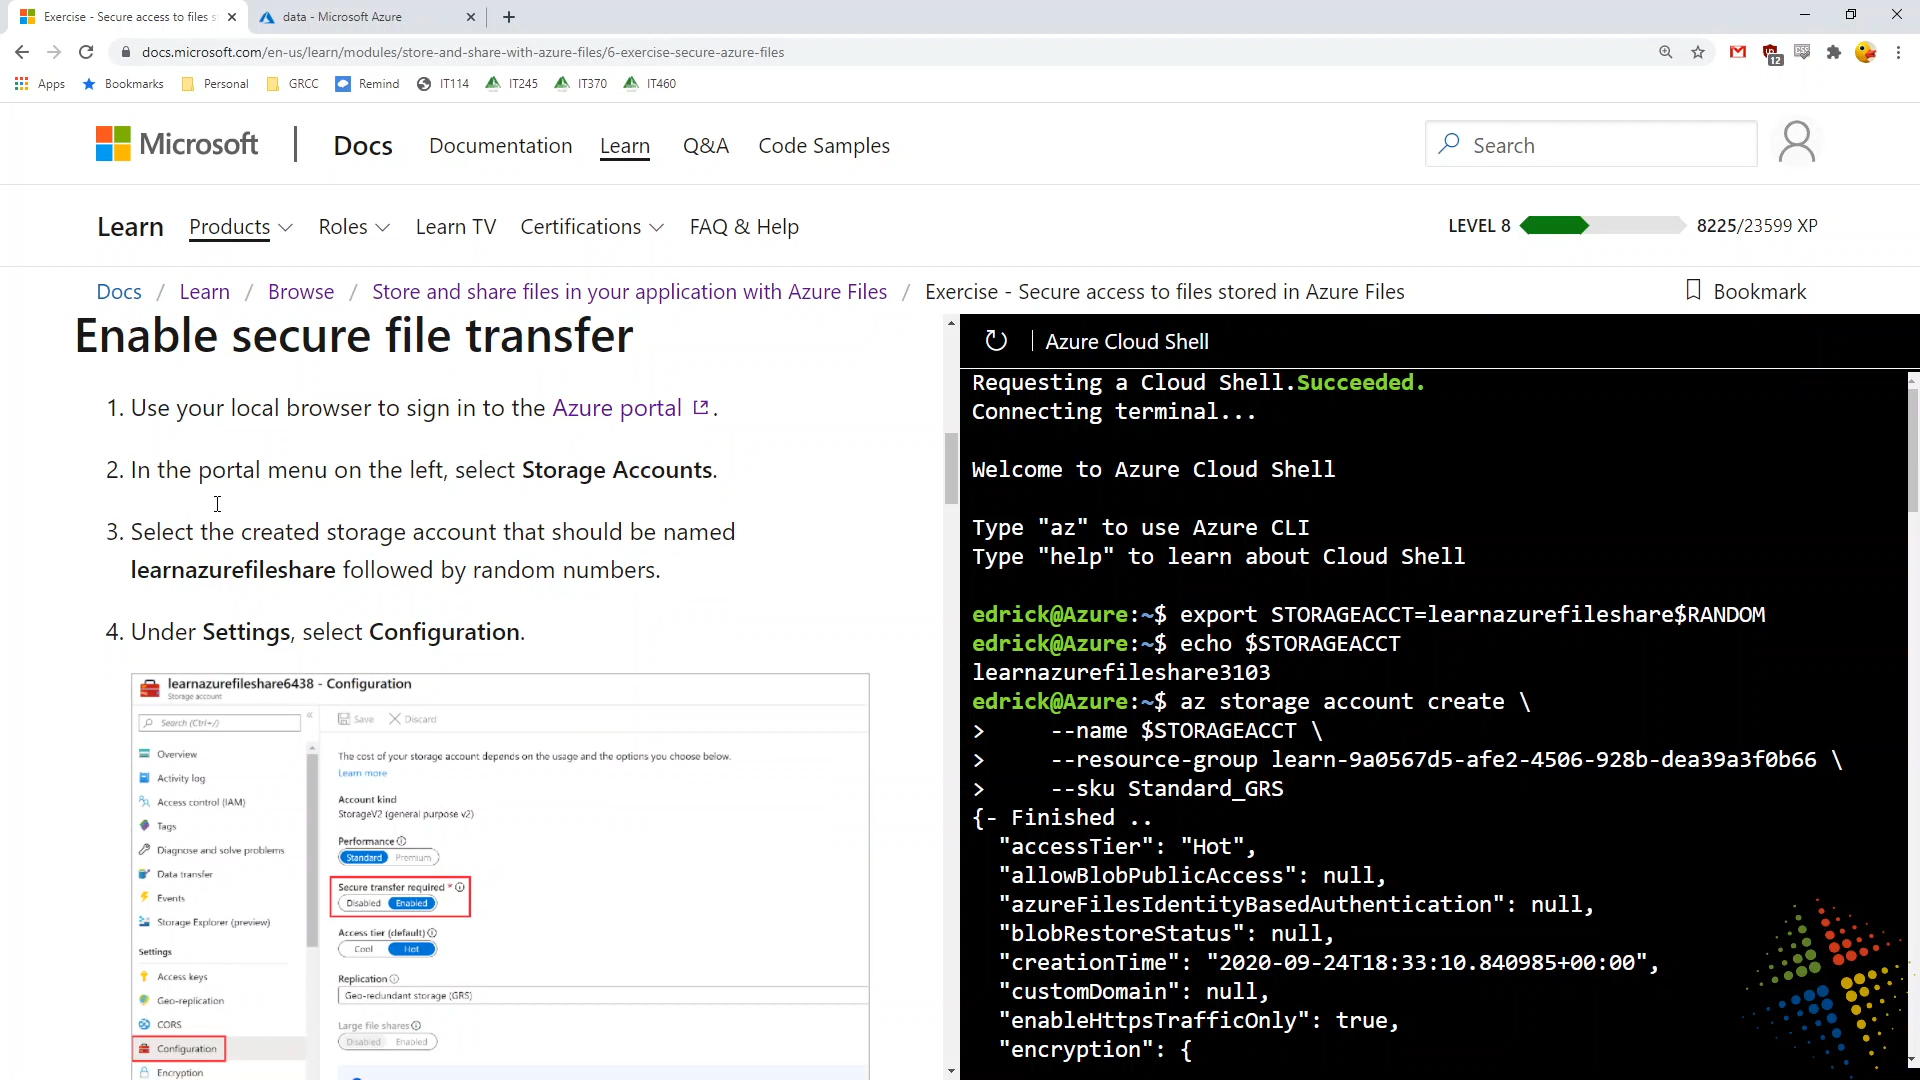 Exercise - Secure access to files s
data - Microsoft Azure
docs.microsoft.com/en-us/learn/modules/store-and-share-with-azure-files/6-exercise-secure-azure-files
12
Apps
Bookmarks
Personal
GRCC
Remind
IT114
IT245
IT370
IT460
Microsoft
Docs
Documentation
Learn
Q&A
Code Samples
Search
Learn
Products
Roles
Learn TV
Certifications
FAQ & Help
LEVEL 8
8225/23599 XP
Docs / Learn / Browse / Store and share files in your application with Azure Files / Exercise - Secure access to files stored in Azure Files
Bookmark
Enable secure file transfer
1. Use your local browser to sign in to the Azure portal.
2. In the portal menu on the left, select Storage Accounts.
3. Select the created storage account that should be named
learnazurefileshare followed by random numbers.
4. Under Settings, select Configuration.
learnazurefileshare6438 - Configuration
Storage account
Search (Ctrl+/)
«
Save
Discard
Overview
Activity log
Access control (IAM)
Tags
Diagnose and solve problems
Data transfer
Events
Storage Explorer (preview)
Settings
Access keys
Geo-replication
CORS
Configuration
Encryption
The cost of your storage account depends on the usage and the options you choose below.
Learn more
Account kind
StorageV2 (general purpose v2)
Performance
Standard Premium
Secure transfer required *
Disabled Enabled
Access tier (default)
Cool Hot
Replication
Geo-redundant storage (GRS)
Large file shares
Disabled Enabled
Azure Cloud Shell
Requesting a Cloud Shell.Succeeded.
Connecting terminal...
Welcome to Azure Cloud Shell
Type "az" to use Azure CLI
Type "help" to learn about Cloud Shell
edrick@Azure:~$ export STORAGEACCT=learnazurefileshare$RANDOM
edrick@Azure:~$ echo $STORAGEACCT
learnazurefileshare3103
edrick@Azure:~$ az storage account create \
> --name $STORAGEACCT \
> --resource-group learn-9a0567d5-afe2-4506-928b-dea39a3f0b66 \
> --sku Standard_GRS
{- Finished ..
"accessTier": "Hot",
"allowBlobPublicAccess": null,
"azureFilesIdentityBasedAuthentication": null,
"blobRestoreStatus": null,
"creationTime": "2020-09-24T18:33:10.840985+00:00",
"customDomain": null,
"enableHttpsTrafficOnly": true,
"encryption": {